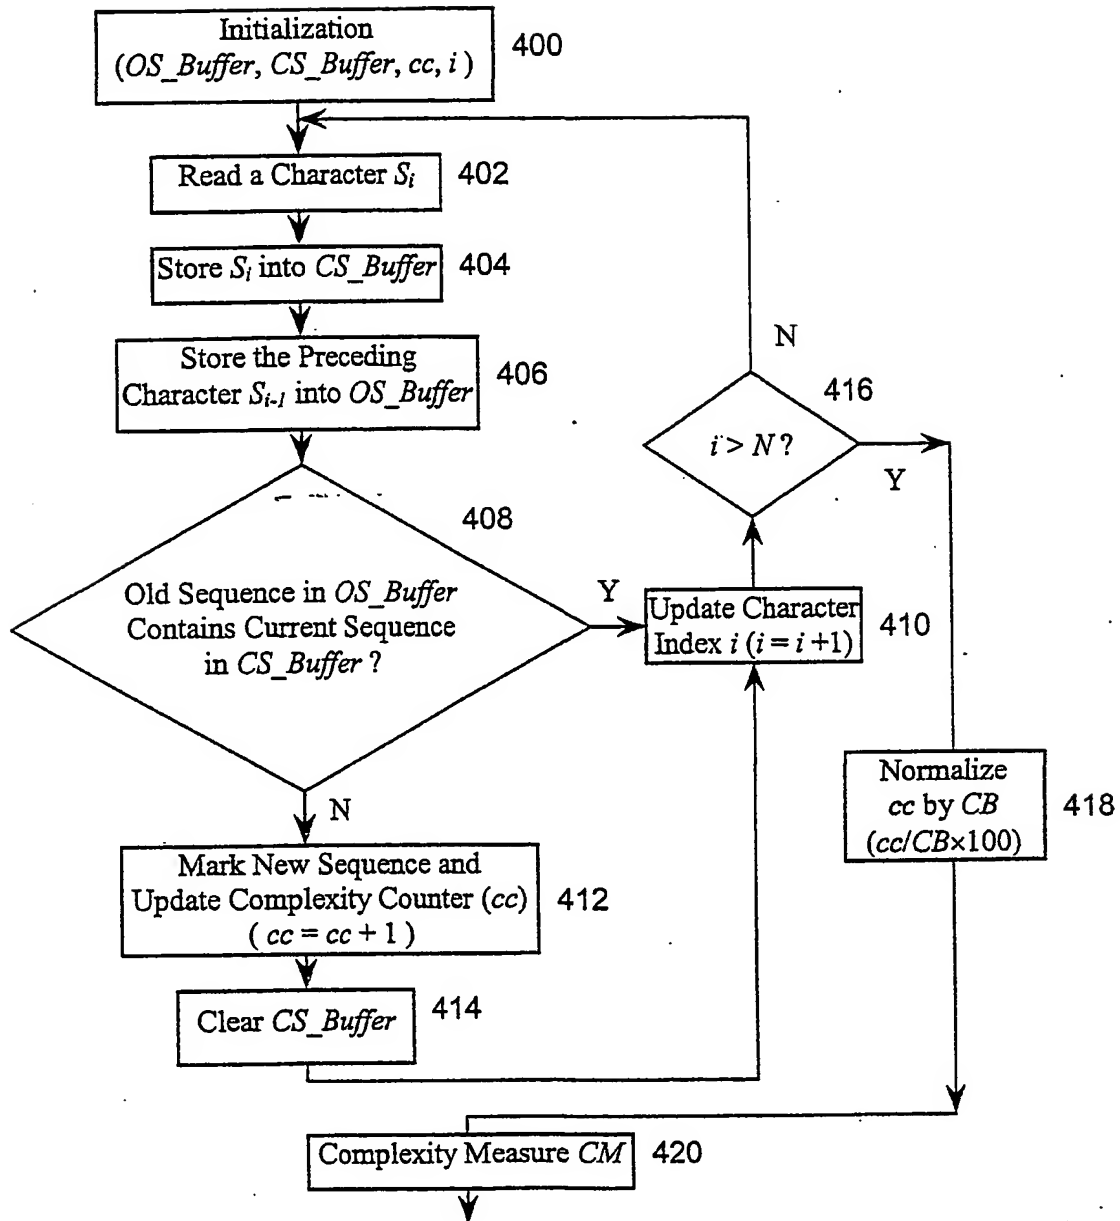 Initialization
(OS_Buffer, CS_Buffer, cc, i )
400
Read a Character Si
402
Store Si into CS_Buffer
404
Store the Preceding
Character Si-1 into OS_Buffer
406
408
Old Sequence in OS_Buffer
Contains Current Sequence
in CS_Buffer ?
Y
N
Update Character
Index i (i = i +1)
410
Mark New Sequence and
Update Complexity Counter (cc)
( cc = cc + 1 )
412
Clear CS_Buffer
414
i > N ?
416
N
Y
Normalize
cc by CB
(cc/CB×100)
418
Complexity Measure CM
420